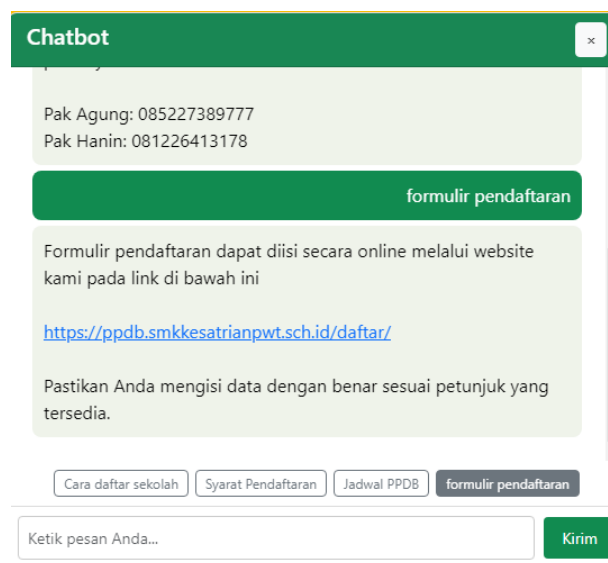 Chatbot
×
Pak Agung: 085227389777
Pak Hanin: 081226413178
formulir pendaftaran
Formulir pendaftaran dapat diisi secara online melalui website
kami pada link di bawah ini
https://ppdb.smkkesatrianpwt.sch.id/daftar/
Pastikan Anda mengisi data dengan benar sesuai petunjuk yang
tersedia.
Cara daftar sekolah Syarat Pendaftaran Jadwal PPDB formulir pendaftaran
Ketik pesan Anda... Kirim